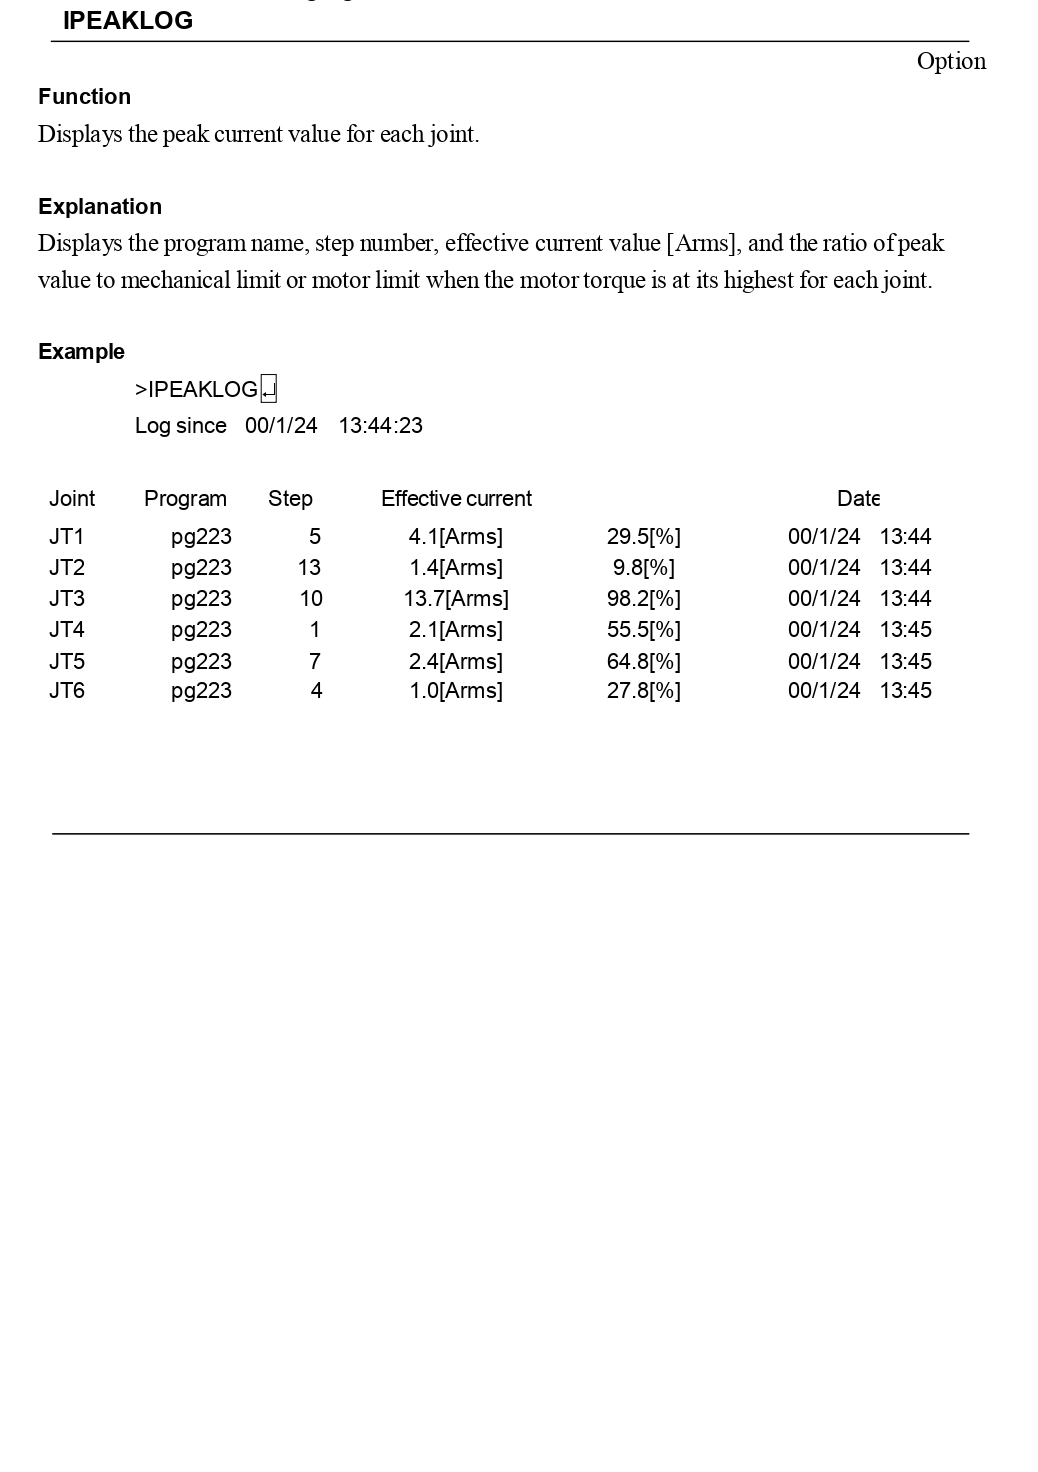 IPEAKLOG
Option
Function
Displays the peak current value for each joint.
Explanation
Displays the program name, step number, effective current value [Arms], and the ratio of peak
value to mechanical limit or motor limit when the motor torque is at its highest for each joint.
Example
>IPEAKLOG↵
Log since 00/1/24 13:44:23
Joint Program Step Effective current Date
JT1 pg223 5 4.1[Arms] 29.5[%] 00/1/24 13:44
JT2 pg223 13 1.4[Arms] 9.8[%] 00/1/24 13:44
JT3 pg223 10 13.7[Arms] 98.2[%] 00/1/24 13:44
JT4 pg223 1 2.1[Arms] 55.5[%] 00/1/24 13:45
JT5 pg223 7 2.4[Arms] 64.8[%] 00/1/24 13:45
JT6 pg223 4 1.0[Arms] 27.8[%] 00/1/24 13:45